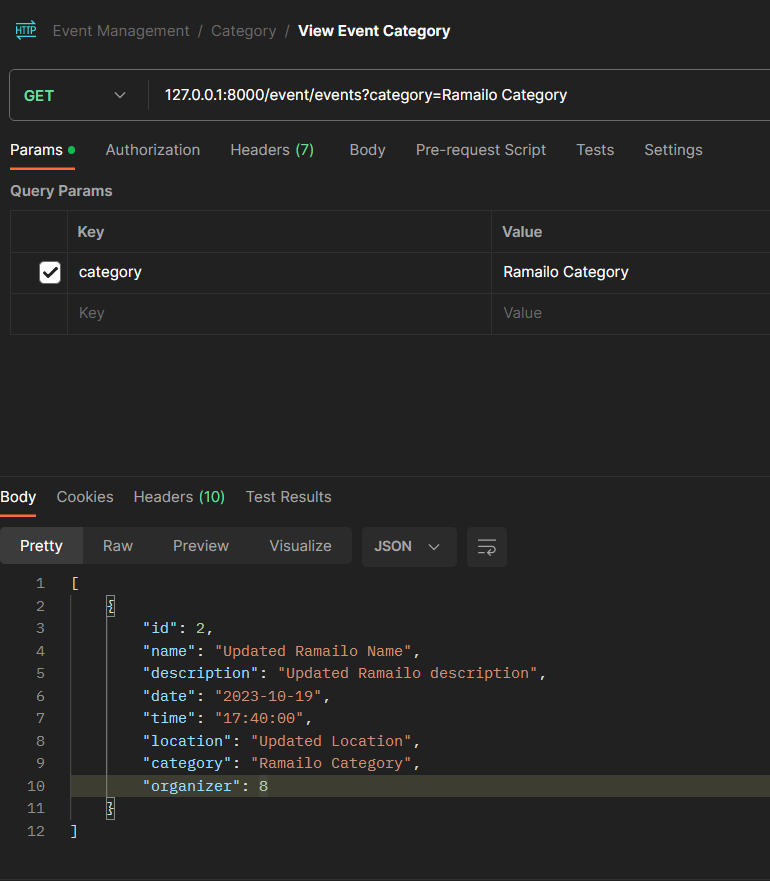 HTTP Event Management / Category / View Event Category
GET 127.0.0.1:8000/event/events?category=Ramailo Category
Params Authorization Headers (7) Body Pre-request Script Tests Settings
Query Params
Key Value
category Ramailo Category
Key Value
Body Cookies Headers (10) Test Results
Pretty Raw Preview Visualize JSON
1 [
2 {
3 "id": 2,
4 "name": "Updated Ramailo Name",
5 "description": "Updated Ramailo description",
6 "date": "2023-10-19",
7 "time": "17:40:00",
8 "location": "Updated Location",
9 "category": "Ramailo Category",
10 "organizer": 8
11 }
12 ]